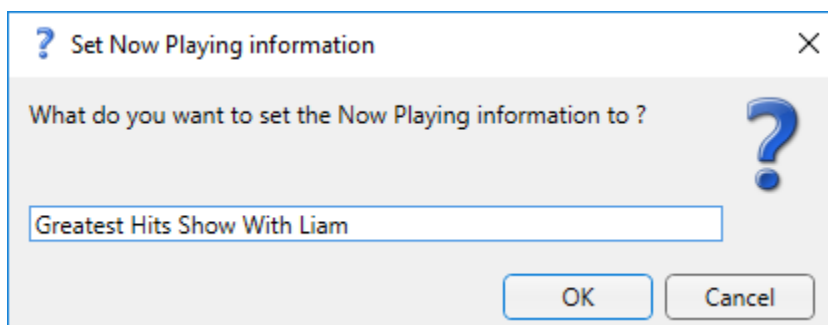 Set Now Playing information
What do you want to set the Now Playing information to ?
Greatest Hits Show With Liam
OK Cancel